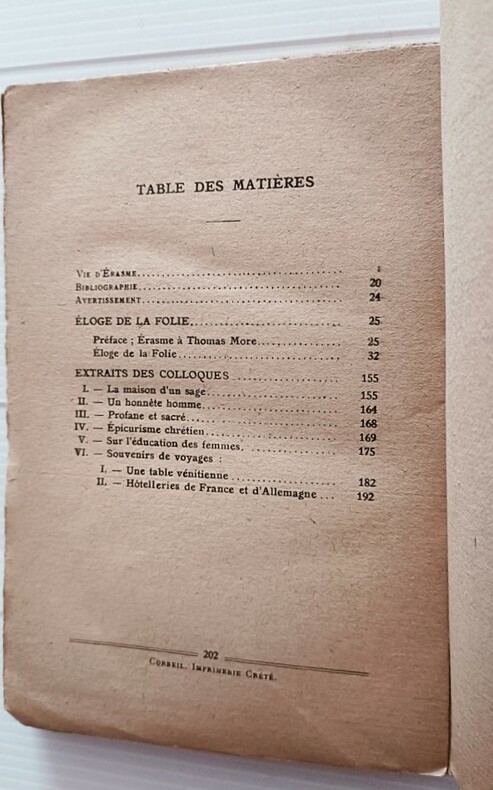 TABLE DES MATIÈRES
VIE D'ÉRASME
BIBLIOGRAPHIE 20
AVERTISSEMENT 24
ÉLOGE DE LA FOLIE 25
Préface ; Érasme à Thomas More 25
Éloge de la Folie 32
EXTRAITS DES COLLOQUES 155
I. — La maison d'un sage 155
II. — Un honnête homme 164
III. — Profane et sacré 168
IV. — Épicurisme chrétien 169
V. — Sur l'éducation des femmes 175
VI. — Souvenirs de voyages :
I. — Une table vénitienne 182
II. — Hôtelleries de France et d'Allemagne 192
202
CORBEIL. IMPRIMERIE CRÉTÉ.